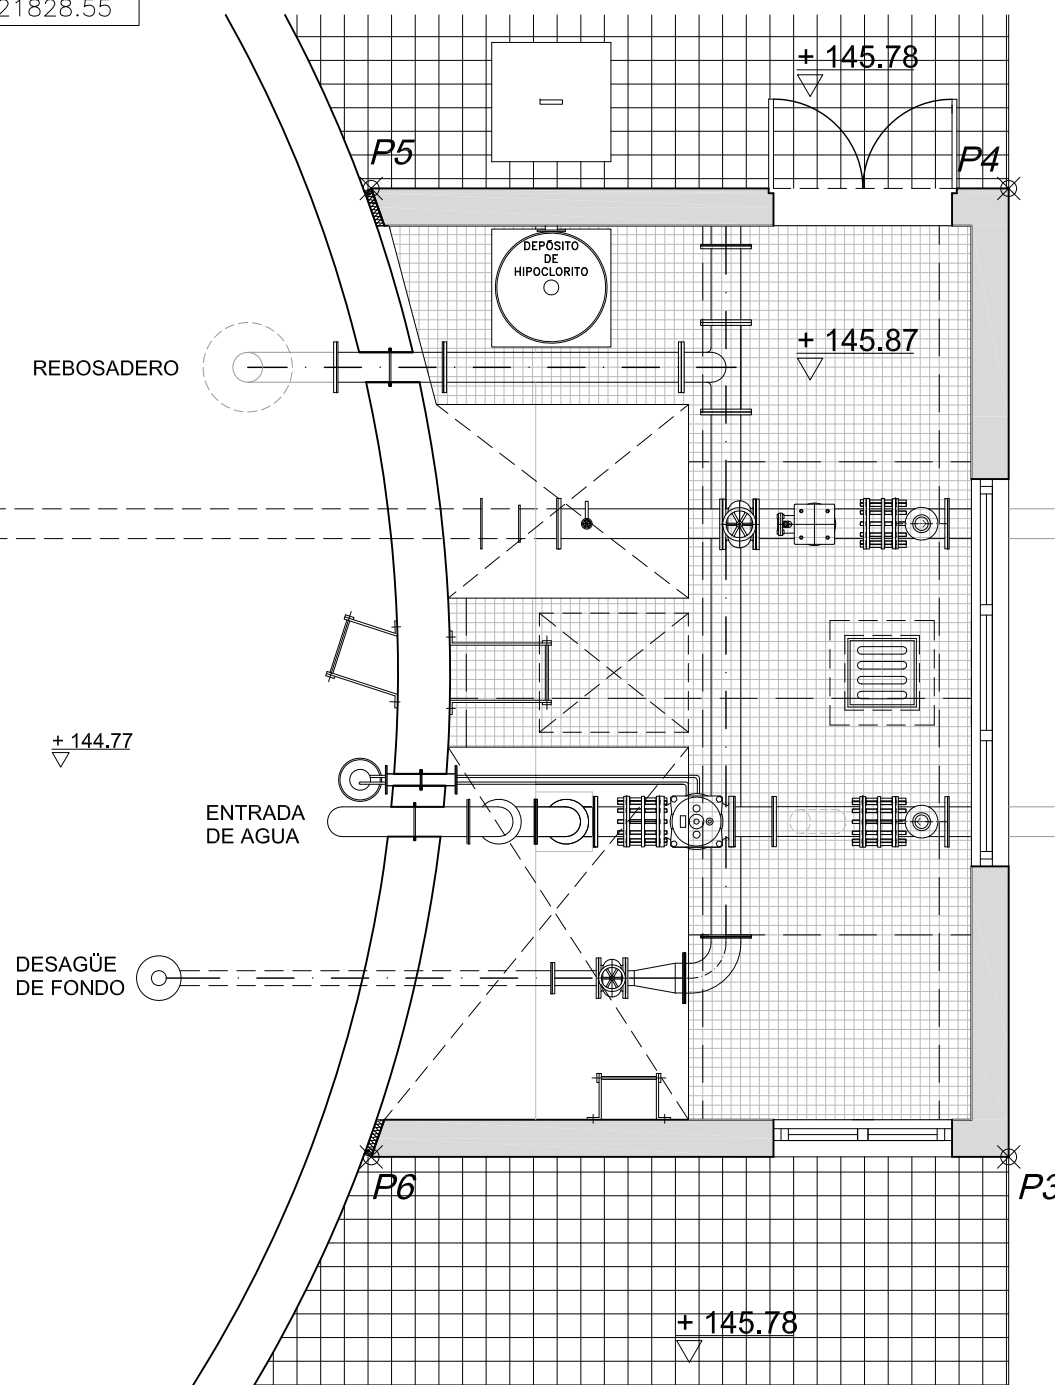 21828.55
+ 145.78
P5
P4
DEPÓSITO
DE
HIPOCLORITO
+ 145.87
REBOSADERO
+ 144.77
ENTRADA
DE AGUA
DESAGÜE
DE FONDO
P6
P3
+ 145.78